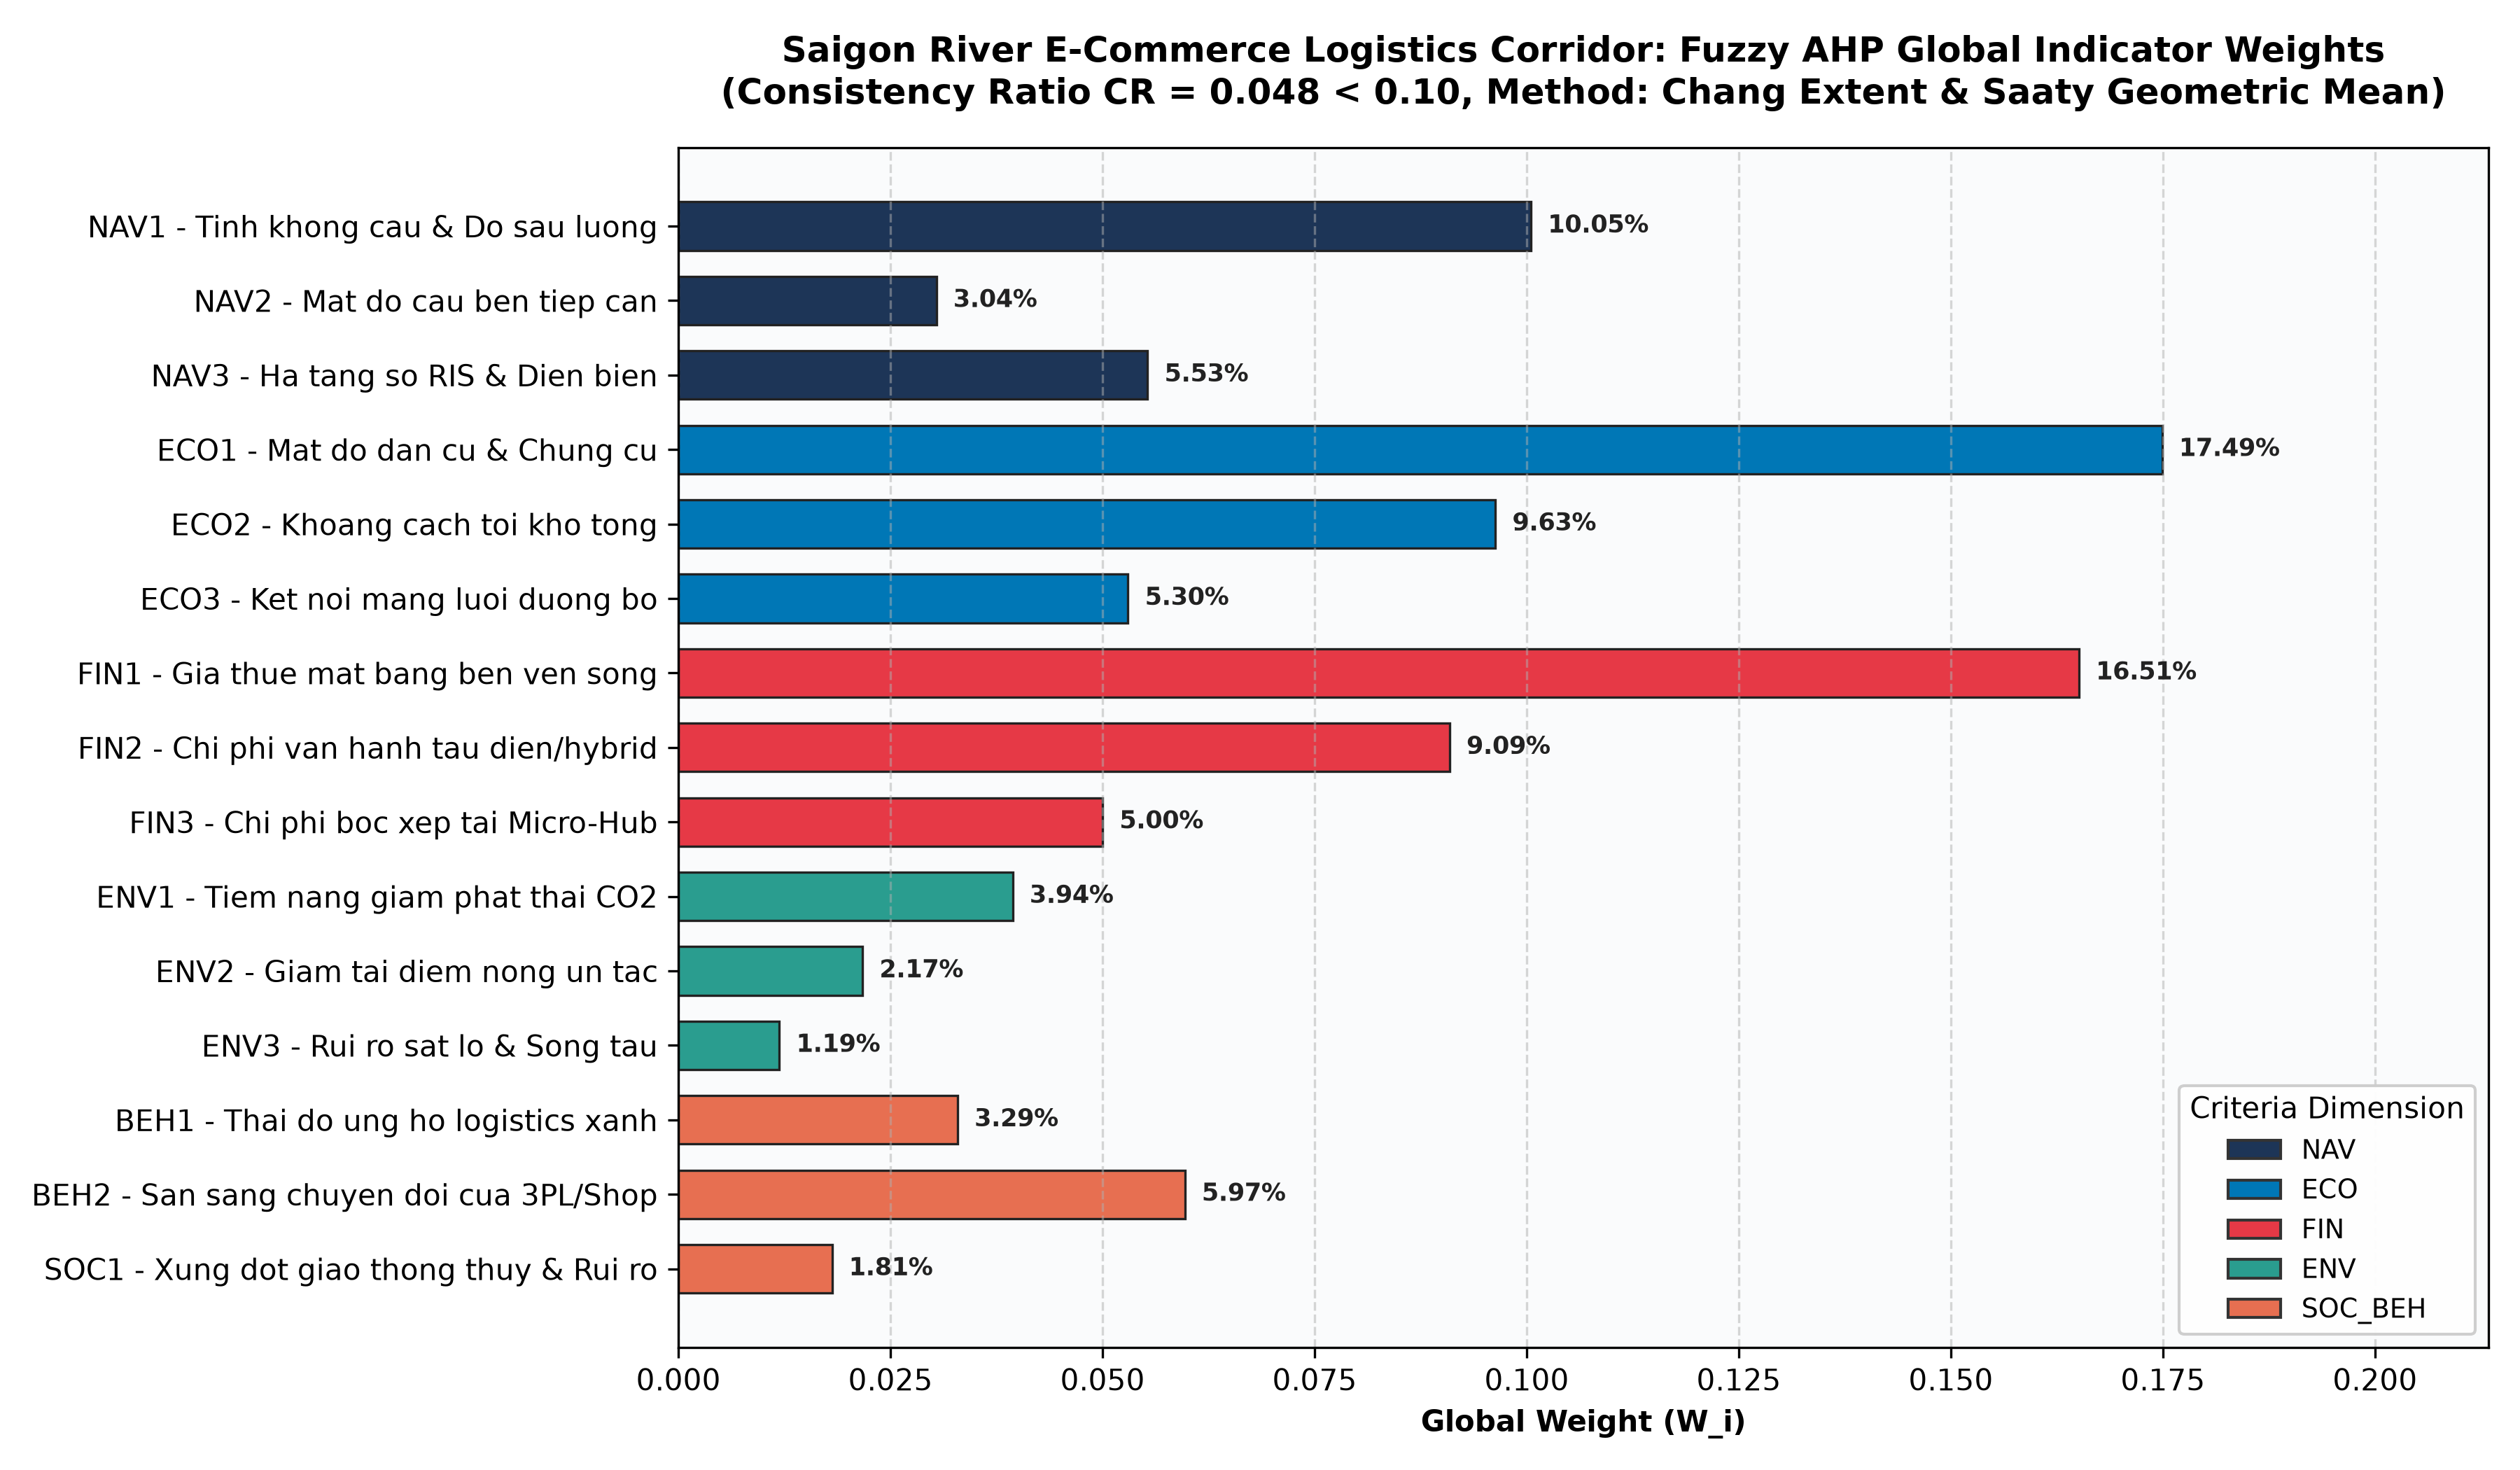 Saigon River E-Commerce Logistics Corridor: Fuzzy AHP Global Indicator Weights
(Consistency Ratio CR = 0.048 < 0.10, Method: Chang Extent & Saaty Geometric Mean)
NAV1 - Tinh khong cau & Do sau luong
10.05%
NAV2 - Mat do cau ben tiep can
3.04%
NAV3 - Ha tang so RIS & Dien bien
5.53%
ECO1 - Mat do dan cu & Chung cu
17.49%
ECO2 - Khoang cach toi kho tong
9.63%
ECO3 - Ket noi mang luoi duong bo
5.30%
FIN1 - Gia thue mat bang ben ven song
16.51%
FIN2 - Chi phi van hanh tau dien/hybrid
9.09%
FIN3 - Chi phi boc xep tai Micro-Hub
5.00%
ENV1 - Tiem nang giam phat thai CO2
3.94%
ENV2 - Giam tai diem nong un tac
2.17%
ENV3 - Rui ro sat lo & Song tau
1.19%
BEH1 - Thai do ung ho logistics xanh
3.29%
BEH2 - San sang chuyen doi cua 3PL/Shop
5.97%
SOC1 - Xung dot giao thong thuy & Rui ro
1.81%
Criteria Dimension
NAV
ECO
FIN
ENV
SOC_BEH
0.000 0.025 0.050 0.075 0.100 0.125 0.150 0.175 0.200
Global Weight (W_i)